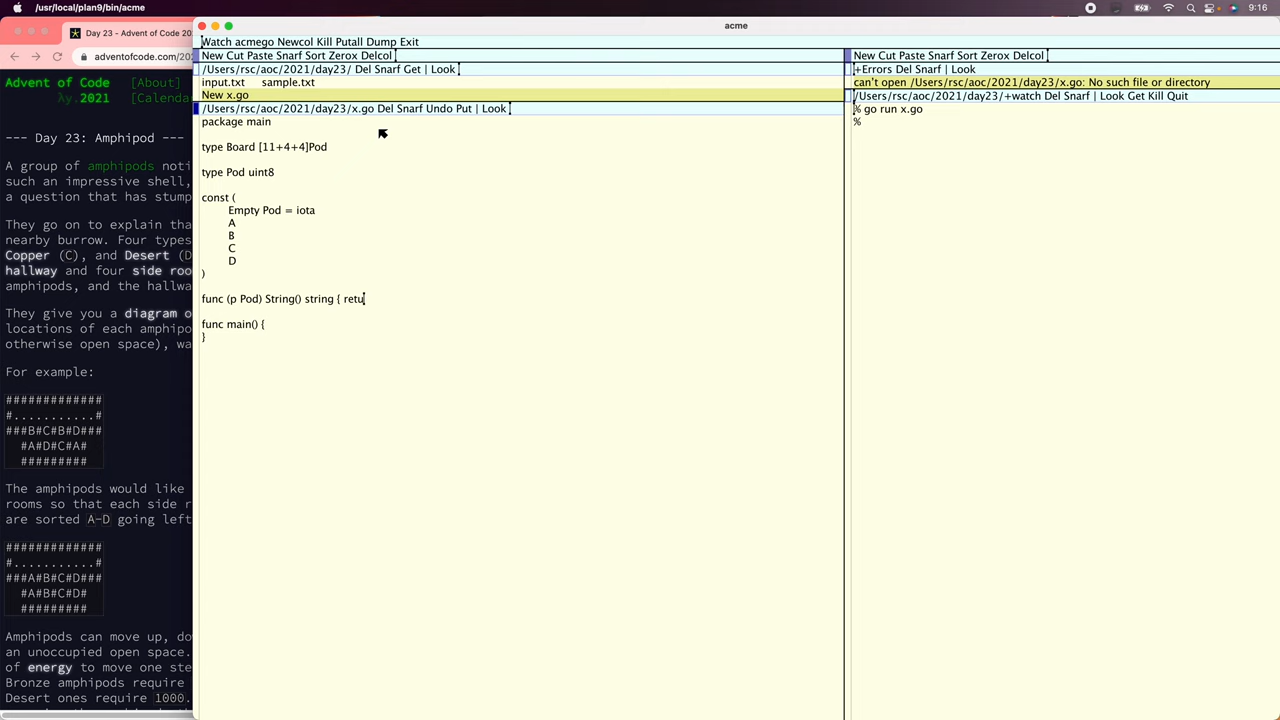 /usr/local/plan9/bin/acme
9:16
Day 23 - Advent of Code 20
adventofcode.com/20
Advent of Code [About]
λy.2021 [Calenda
--- Day 23: Amphipod ---
A group of amphipods noti
such an impressive shell,
a question that has stump
They go on to explain tha
nearby burrow. Four types
Copper (C), and Desert (D
hallway and four side roo
amphipods, and the hallwa
They give you a diagram o
locations of each amphipo
otherwise open space), wa
For example:
#############
#...........#
###B#C#B#D###
#A#D#C#A#
#########
The amphipods would like
rooms so that each side r
are sorted A-D going left
#############
#...........#
###A#B#C#D###
#A#B#C#D#
#########
Amphipods can move up, do
an unoccupied open space.
of energy to move one ste
Bronze amphipods require
Desert ones require 1000.
acme
Watch acmego Newcol Kill Putall Dump Exit
New Cut Paste Snarf Sort Zerox Delcol
/Users/rsc/aoc/2021/day23/ Del Snarf Get | Look
input.txt sample.txt
New x.go
/Users/rsc/aoc/2021/day23/x.go Del Snarf Undo Put | Look
package main
type Board [11+4+4]Pod
type Pod uint8
const (
Empty Pod = iota
A
B
C
D
)
func (p Pod) String() string { retu
func main() {
}
New Cut Paste Snarf Sort Zerox Delcol
+Errors Del Snarf | Look
can't open /Users/rsc/aoc/2021/day23/x.go: No such file or directory
/Users/rsc/aoc/2021/day23/+watch Del Snarf | Look Get Kill Quit
% go run x.go
%